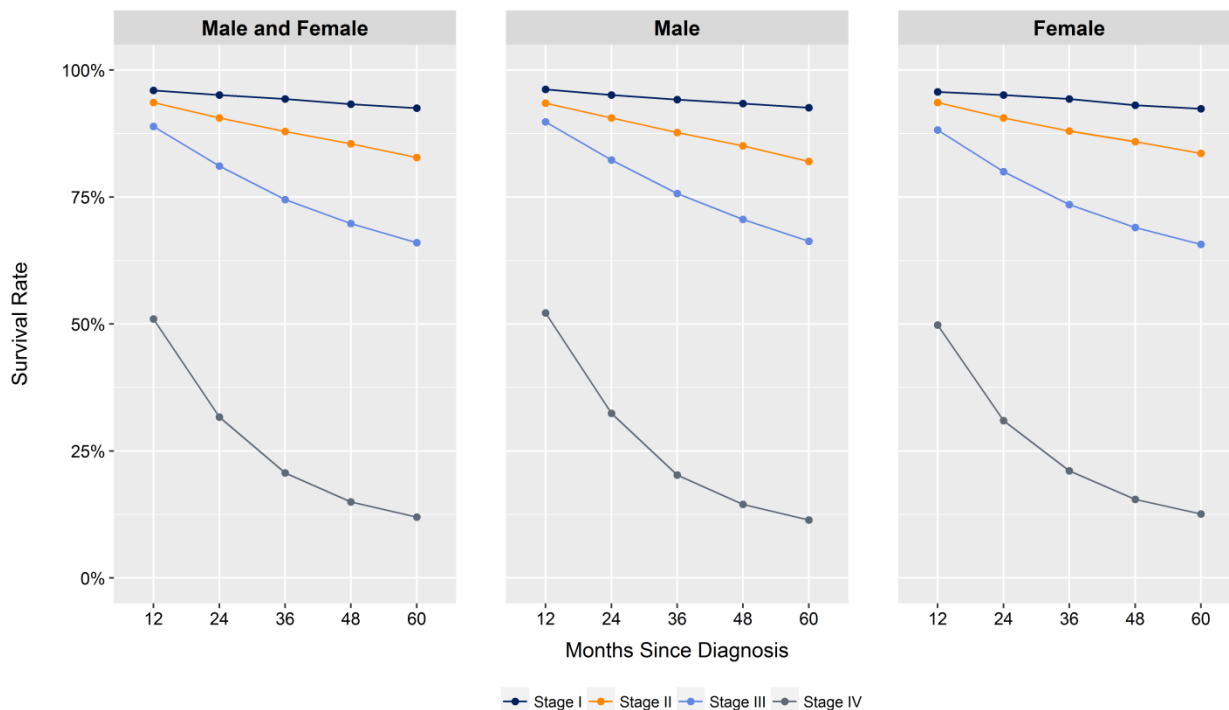 Male and Female
Male
Female
Survival Rate
100%
75%
50%
25%
0%
12 24 36 48 60
12 24 36 48 60
12 24 36 48 60
Months Since Diagnosis
Stage I Stage II Stage III Stage IV